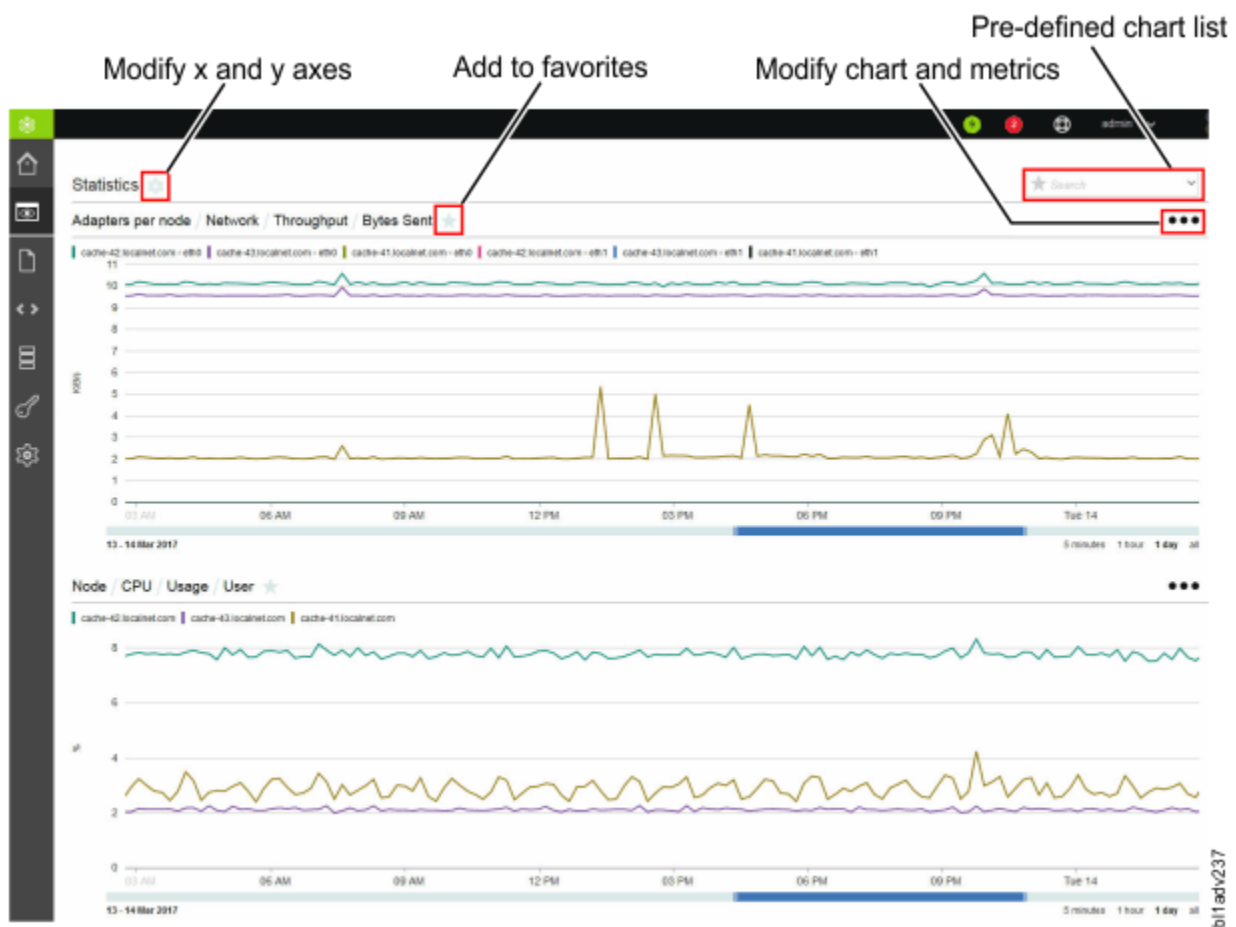 Pre-defined chart list
Modify x and y axes
Add to favorites
Modify chart and metrics
admin
Statistics
Search
Adapters per node / Network / Throughput / Bytes Sent
cache-42.localnet.com - eth0 cache-43.localnet.com - eth0 cache-41.localnet.com - eth0 cache-42.localnet.com - eth1 cache-43.localnet.com - eth1 cache-41.localnet.com - eth1
11
10
9
8
7
6
5
4
3
2
1
0
03 AM 06 AM 09 AM 12 PM 03 PM 06 PM 09 PM Tue 14
13 - 14 Mar 2017 5 minutes 1 hour 1 day all
Node / CPU / Usage / User
cache-42.localnet.com cache-43.localnet.com cache-41.localnet.com
8
6
%
4
2
0
03 AM 06 AM 09 AM 12 PM 03 PM 06 PM 09 PM Tue 14
13 - 14 Mar 2017 5 minutes 1 hour 1 day all
bl1adv237